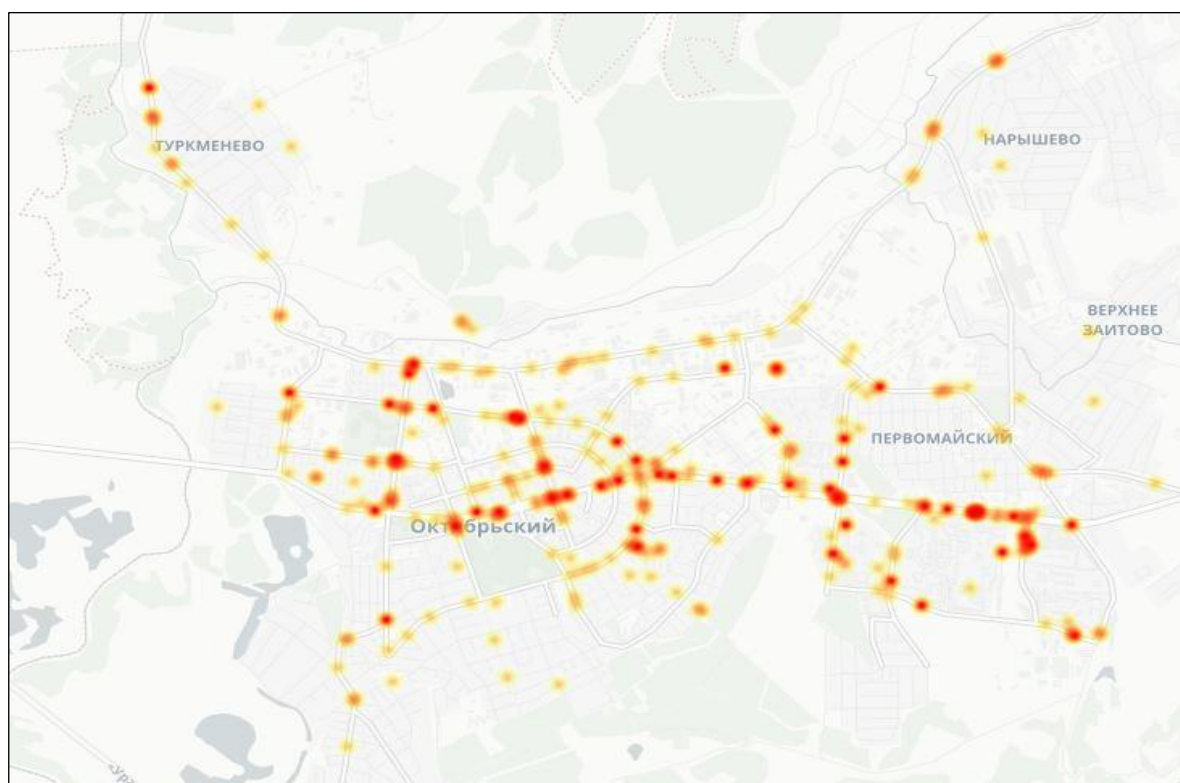 ТУРКМЕНЕВО
НАРЫШЕВО
ВЕРХНЕЕ
ЗАИТОВО
ПЕРВОМАЙСКИЙ
Октябрьский